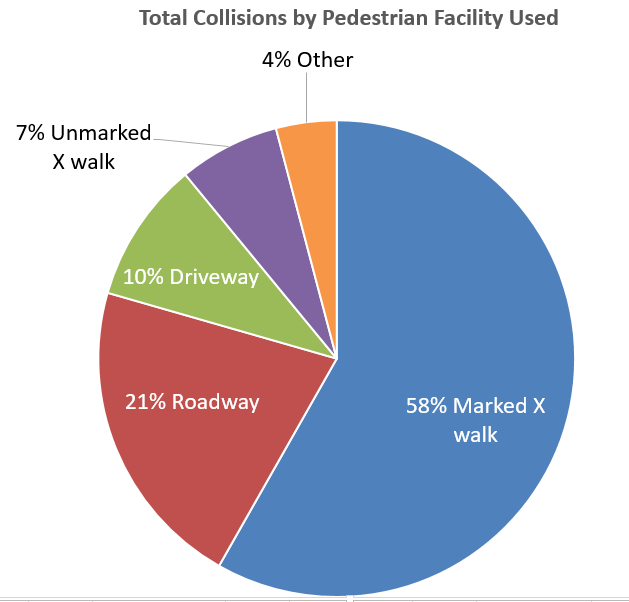 Total Collisions by Pedestrian Facility Used
4% Other
7% Unmarked
X walk
10% Driveway
21% Roadway
58% Marked X
walk